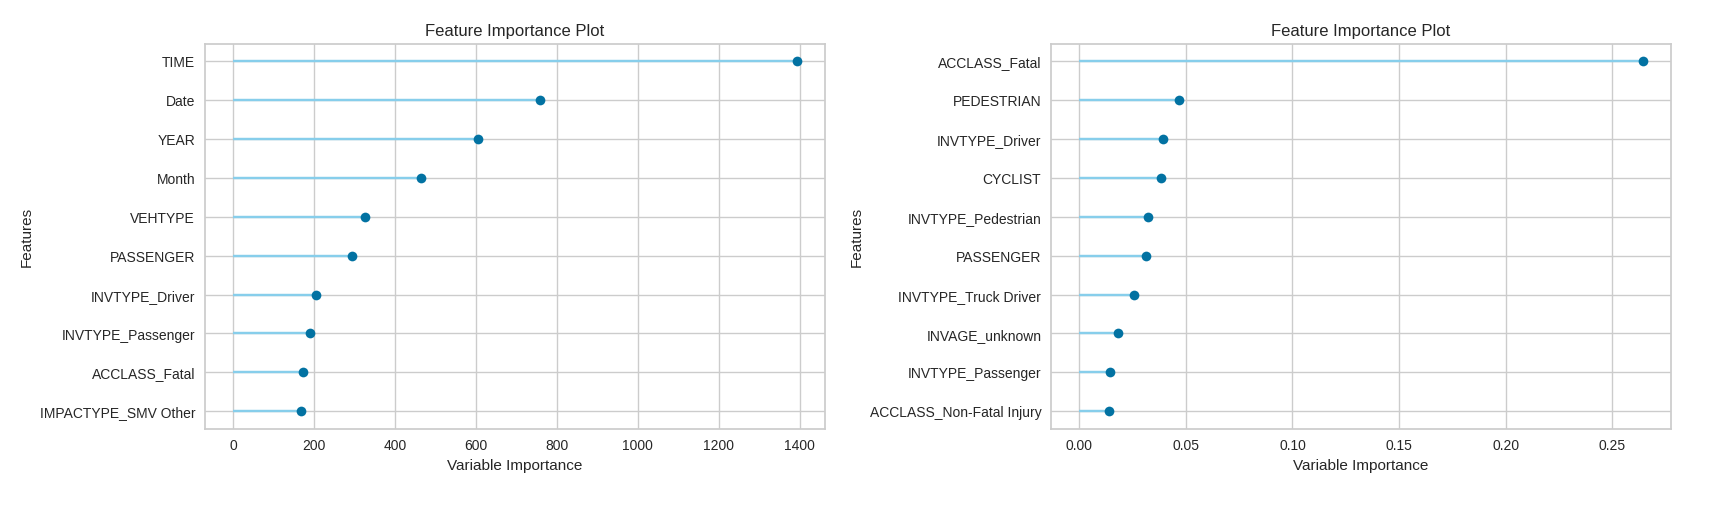 Feature Importance Plot
TIME
Date
YEAR
Month
VEHTYPE
PASSENGER
INVTYPE_Driver
INVTYPE_Passenger
ACCLASS_Fatal
IMPACTYPE_SMV Other
Features
0 200 400 600 800 1000 1200 1400
Variable Importance
Feature Importance Plot
ACCLASS_Fatal
PEDESTRIAN
INVTYPE_Driver
CYCLIST
INVTYPE_Pedestrian
PASSENGER
INVTYPE_Truck Driver
INVAGE_unknown
INVTYPE_Passenger
ACCLASS_Non-Fatal Injury
Features
0.00 0.05 0.10 0.15 0.20 0.25
Variable Importance